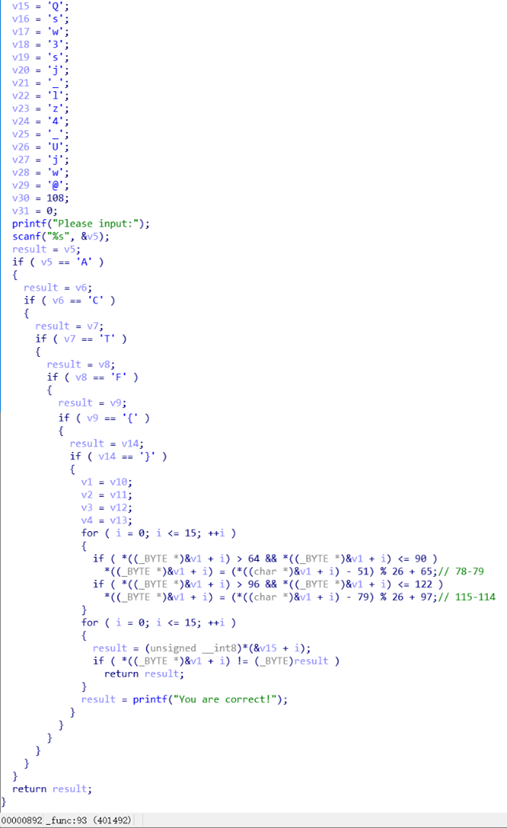 v15 = 'Q';
v16 = 's';
v17 = 'w';
v18 = '3';
v19 = 's';
v20 = 'j';
v21 = '_';
v22 = 'l';
v23 = 'z';
v24 = '4';
v25 = '_';
v26 = 'U';
v27 = 'j';
v28 = 'w';
v29 = '@';
v30 = 108;
v31 = 0;
printf("Please input:");
scanf("%s", &v5);
result = v5;
if ( v5 == 'A' )
{
result = v6;
if ( v6 == 'C' )
{
result = v7;
if ( v7 == 'T' )
{
result = v8;
if ( v8 == 'F' )
{
result = v9;
if ( v9 == '{' )
{
result = v14;
if ( v14 == '}' )
{
v1 = v10;
v2 = v11;
v3 = v12;
v4 = v13;
for ( i = 0; i <= 15; ++i )
{
if ( *((_BYTE *)&v1 + i) > 64 && *((_BYTE *)&v1 + i) <= 90 )
*((_BYTE *)&v1 + i) = (*((char *)&v1 + i) - 51) % 26 + 65;// 78-79
if ( *((_BYTE *)&v1 + i) > 96 && *((_BYTE *)&v1 + i) <= 122 )
*((_BYTE *)&v1 + i) = (*((char *)&v1 + i) - 79) % 26 + 97;// 115-114
}
for ( i = 0; i <= 15; ++i )
{
result = (unsigned __int8)*(&v15 + i);
if ( *((_BYTE *)&v1 + i) != (_BYTE)result )
return result;
}
result = printf("You are correct!");
}
}
}
}
}
}
return result;
}
00000892 _func:93 (401492)